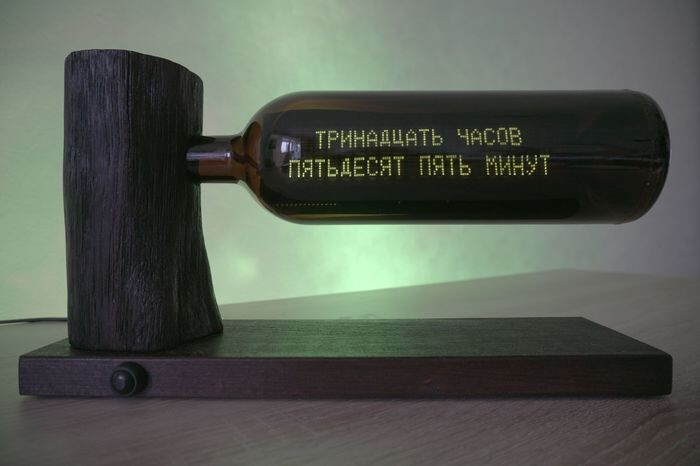 ТРИНАДЦАТЬ ЧАСОВ
ПЯТЬДЕСЯТ ПЯТЬ МИНУТ